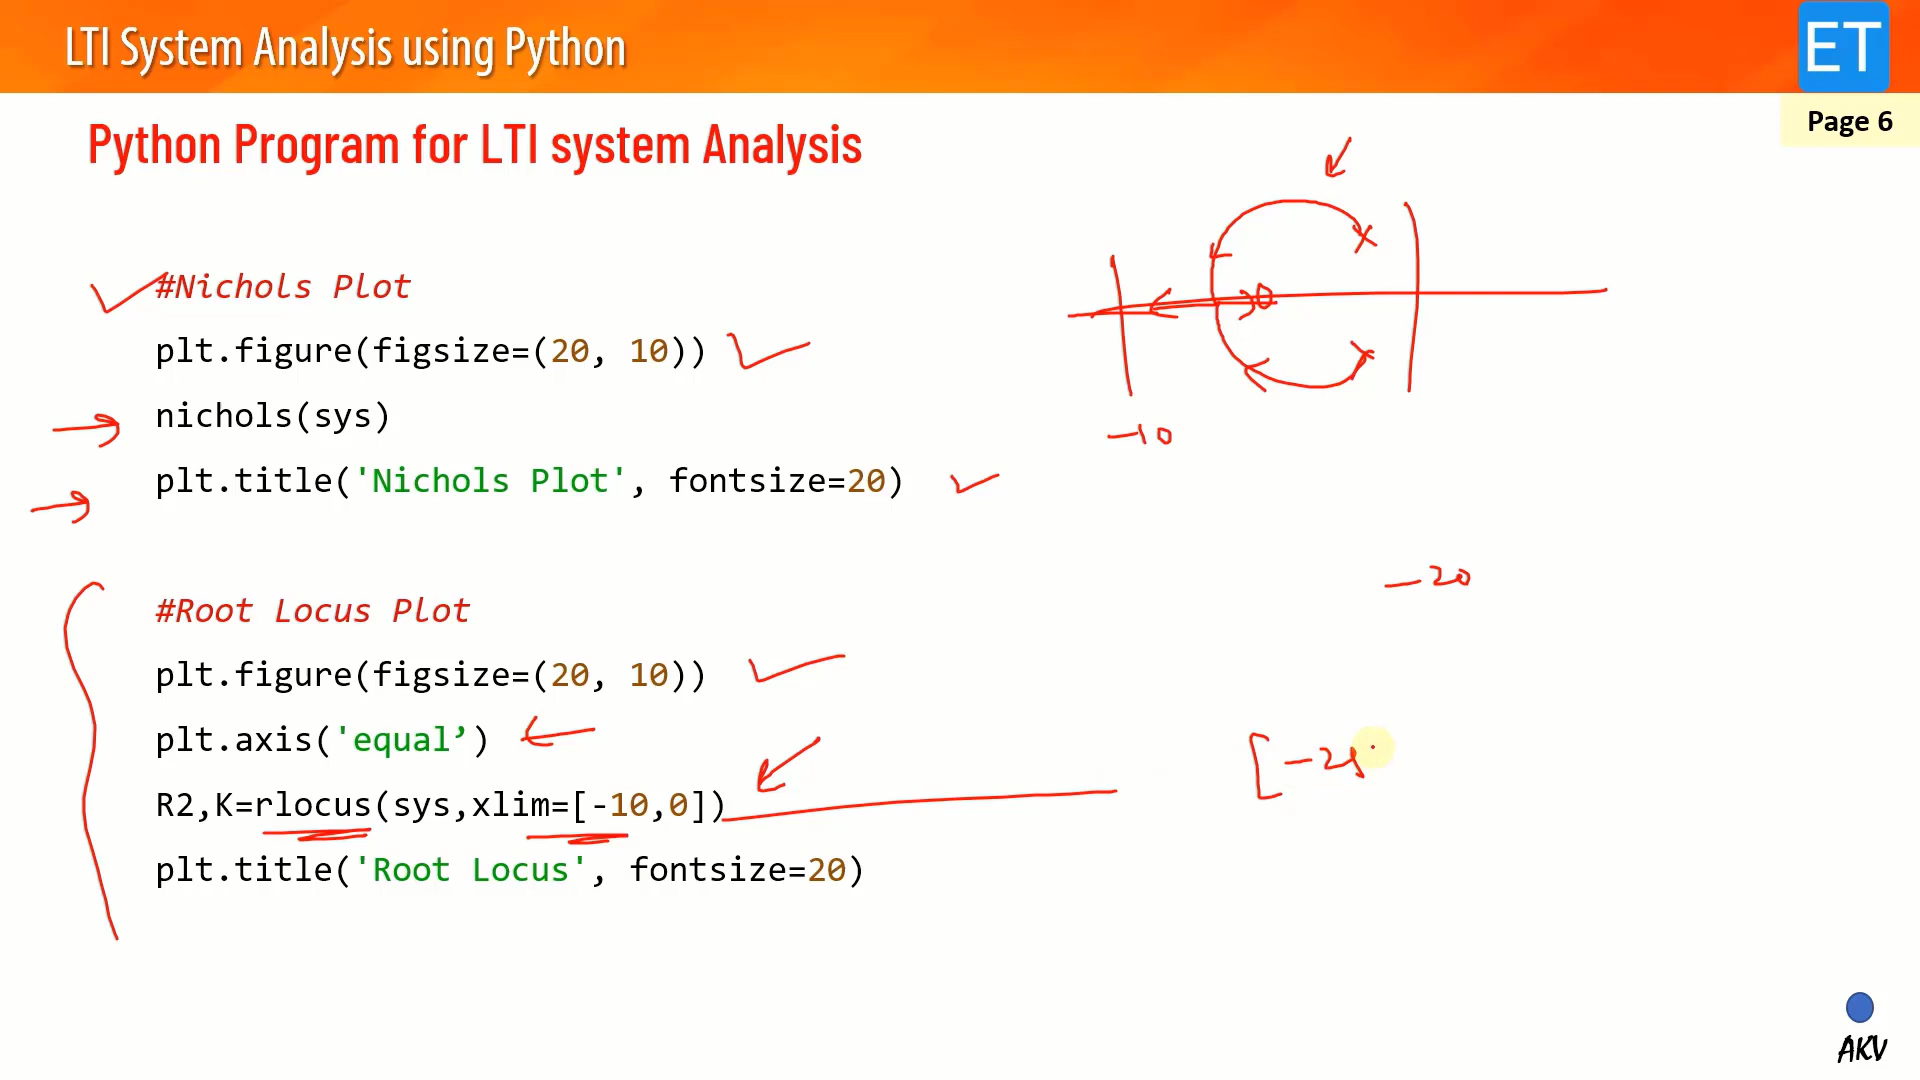 LTI System Analysis using Python
ET
Page 6
Python Program for LTI system Analysis
#Nichols Plot
plt.figure(figsize=(20, 10))
nichols(sys)
plt.title('Nichols Plot', fontsize=20)
-10
-20
#Root Locus Plot
plt.figure(figsize=(20, 10))
plt.axis('equal’)
R2,K=rlocus(sys,xlim=[-10,0])
plt.title('Root Locus', fontsize=20)
AKV